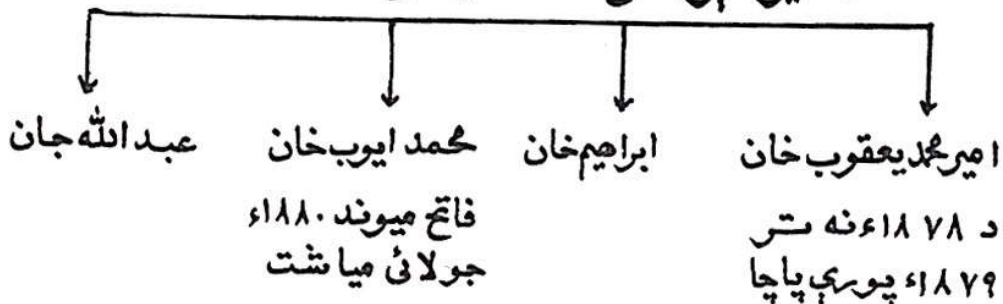 امیر محمد یعقوب خان
د ۱۸۷۸ء نه تر
۱۸۷۹ء پورې پاچا
ابراهیم خان
محمد ایوب خان
فاتح میوند ۱۸۸۰ء
جولائی میاشت
عبدالله جان